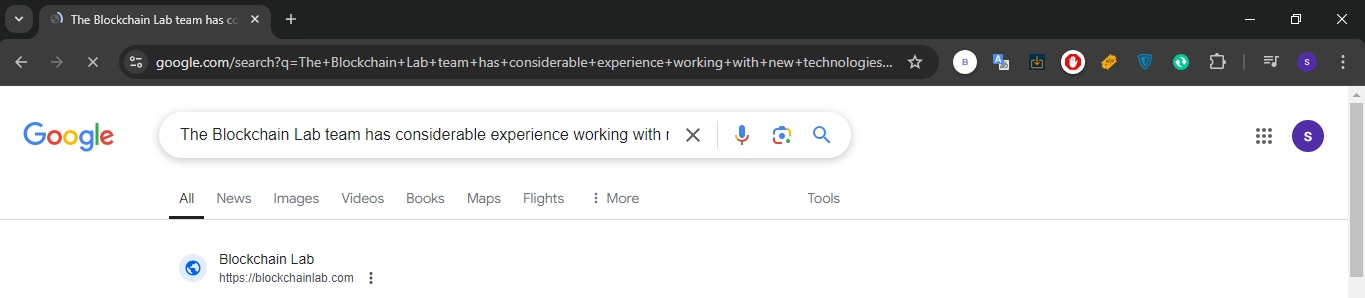 The Blockchain Lab team has co
google.com/search?q=The+Blockchain+Lab+team+has+considerable+experience+working+with+new+technologies...
B
S
Google
The Blockchain Lab team has considerable experience working with r
S
All News Images Videos Books Maps Flights More Tools
Blockchain Lab
https://blockchainlab.com